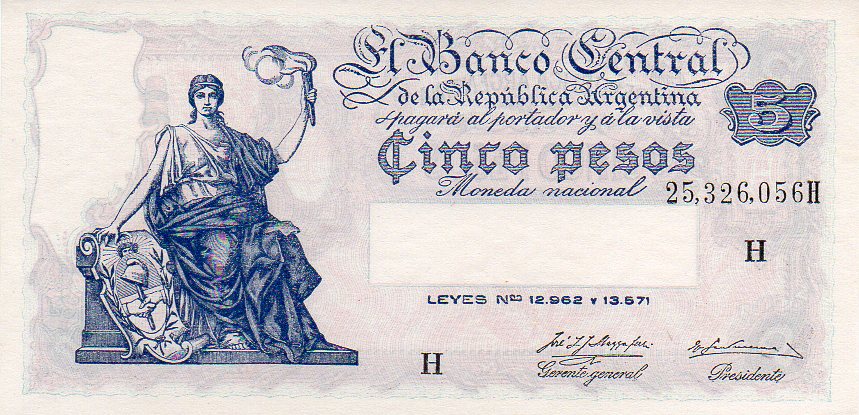 El Banco Central
de la República Argentina
pagará al portador y á la vista
5
Cinco pesos
Moneda nacional
25,326,056H
H
LEYES Nos 12.962 Y 13.571
H
Gerente general
Presidente